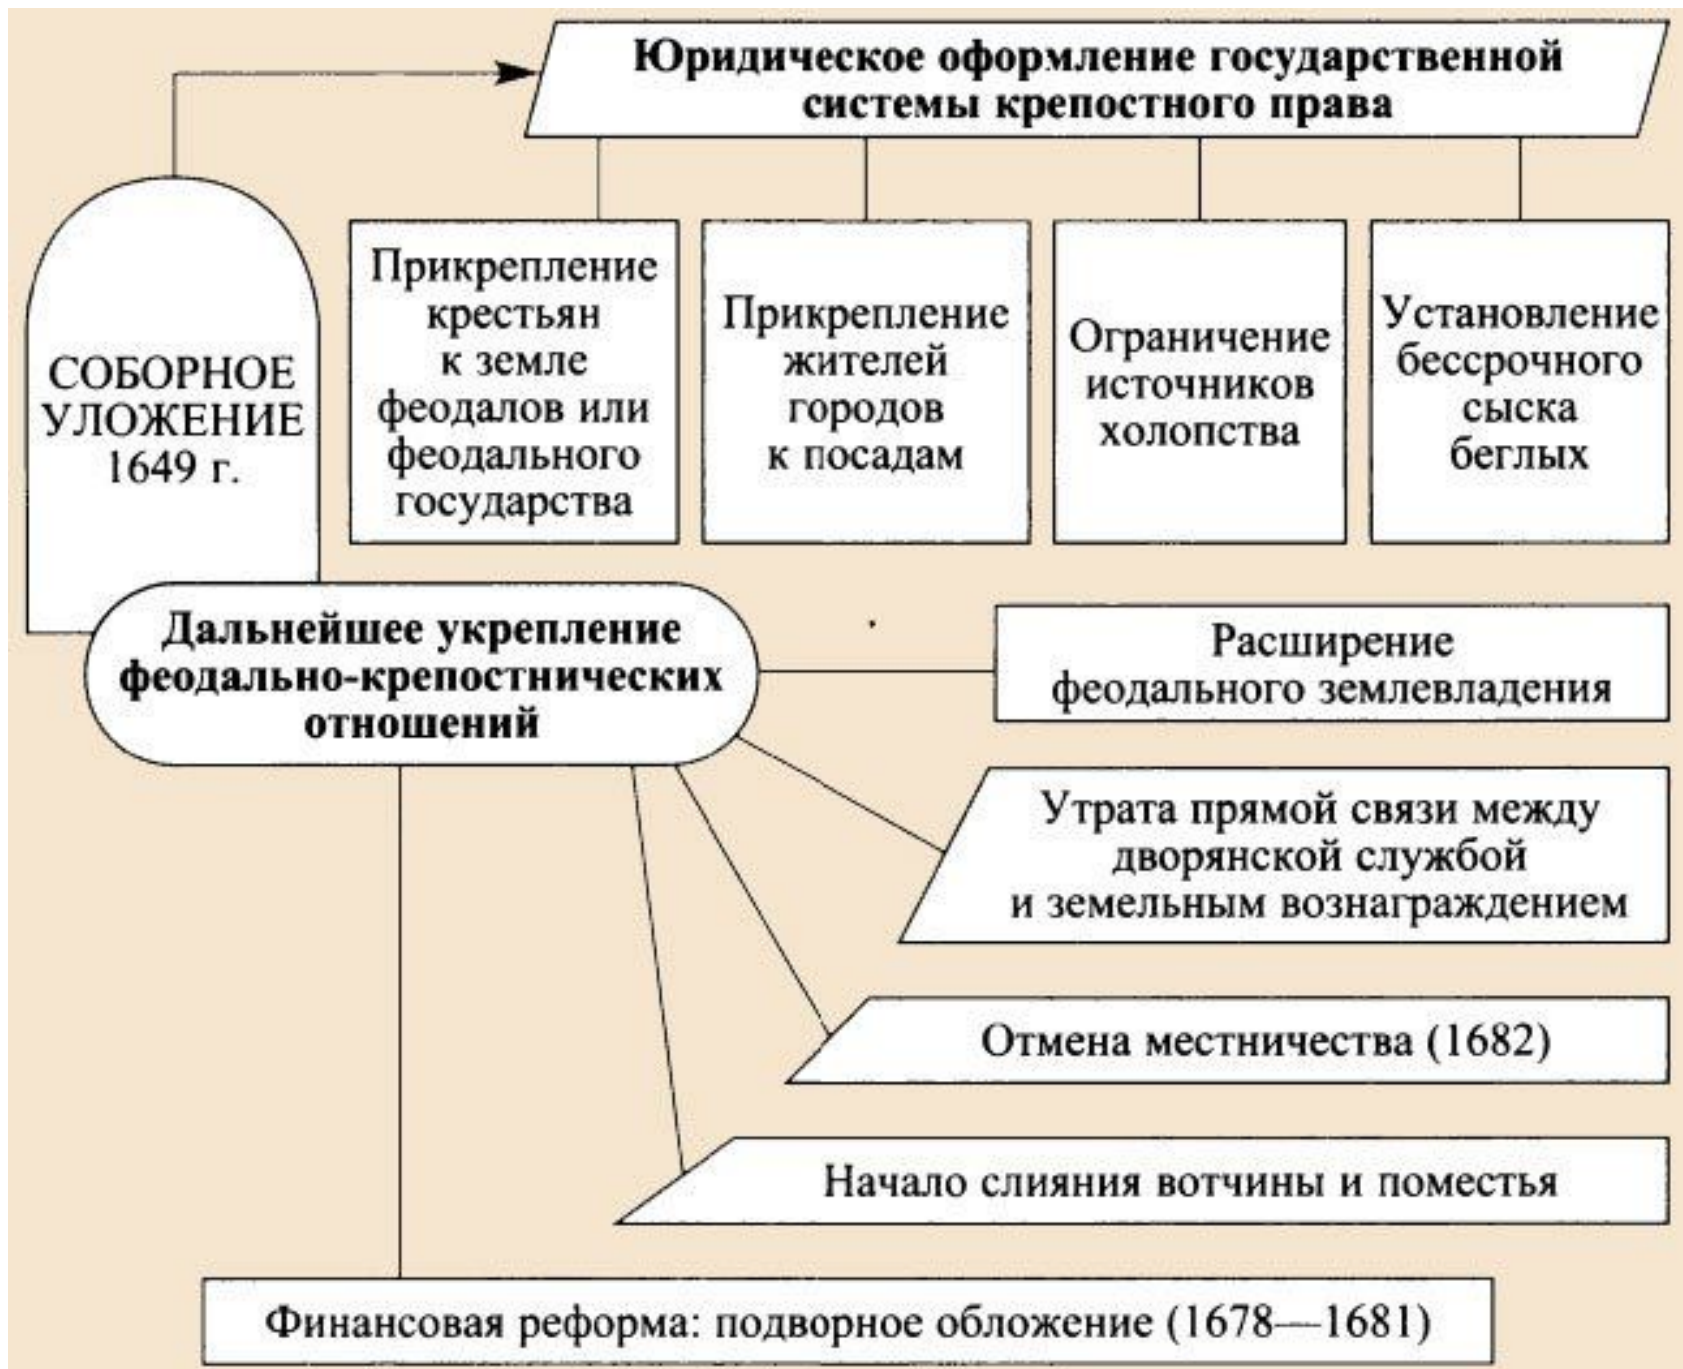 Юридическое оформление государственной
системы крепостного права
СОБОРНОЕ
УЛОЖЕНИЕ
1649 г.
Прикрепление
крестьян
к земле
феодалов или
феодального
государства
Прикрепление
жителей
городов
к посадам
Ограничение
источников
холопства
Установление
бессрочного
сыска
беглых
Дальнейшее укрепление
феодально-крепостнических
отношений
Расширение
феодального землевладения
Утрата прямой связи между
дворянской службой
и земельным вознаграждением
Отмена местничества (1682)
Начало слияния вотчины и поместья
Финансовая реформа: подворное обложение (1678—1681)